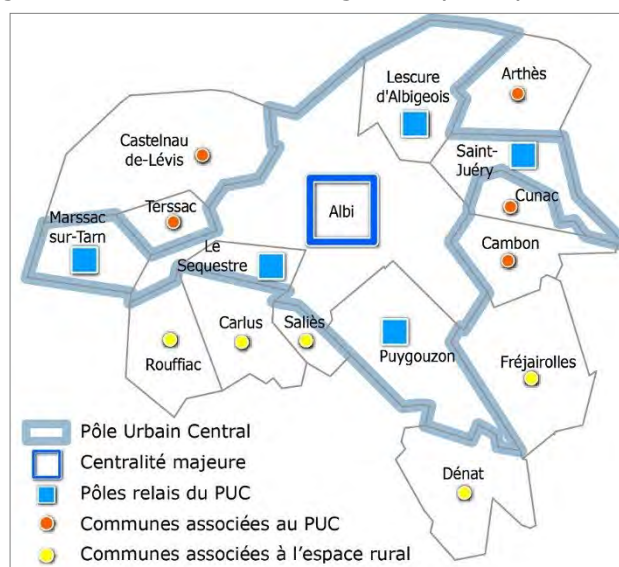 Lescure
d'Albigeois
Arthès
Castelnau
de-Lévis
Saint-
Juéry
Cunac
Terssac
Albi
Marssac
sur-Tarn
Le
Sequestre
Cambon
Rouffiac
Carlus
Saliès
Puygouzon
Fréjairolles
Dénat
Pôle Urbain Central
Centralité majeure
Pôles relais du PUC
Communes associées au PUC
Communes associées à l'espace rural